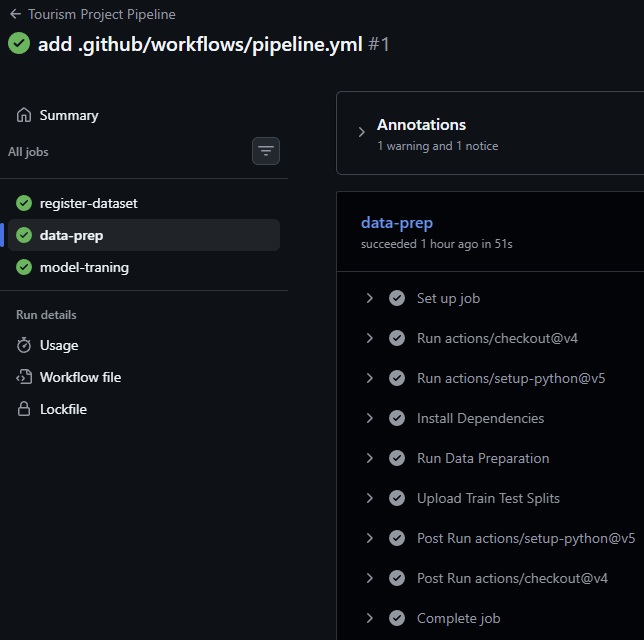 Tourism Project Pipeline
add .github/workflows/pipeline.yml #1
Summary
All jobs
register-dataset
data-prep
model-traning
Run details
Usage
Workflow file
Lockfile
Annotations
1 warning and 1 notice
data-prep
succeeded 1 hour ago in 51s
Set up job
Run actions/checkout@v4
Run actions/setup-python@v5
Install Dependencies
Run Data Preparation
Upload Train Test Splits
Post Run actions/setup-python@v5
Post Run actions/checkout@v4
Complete job